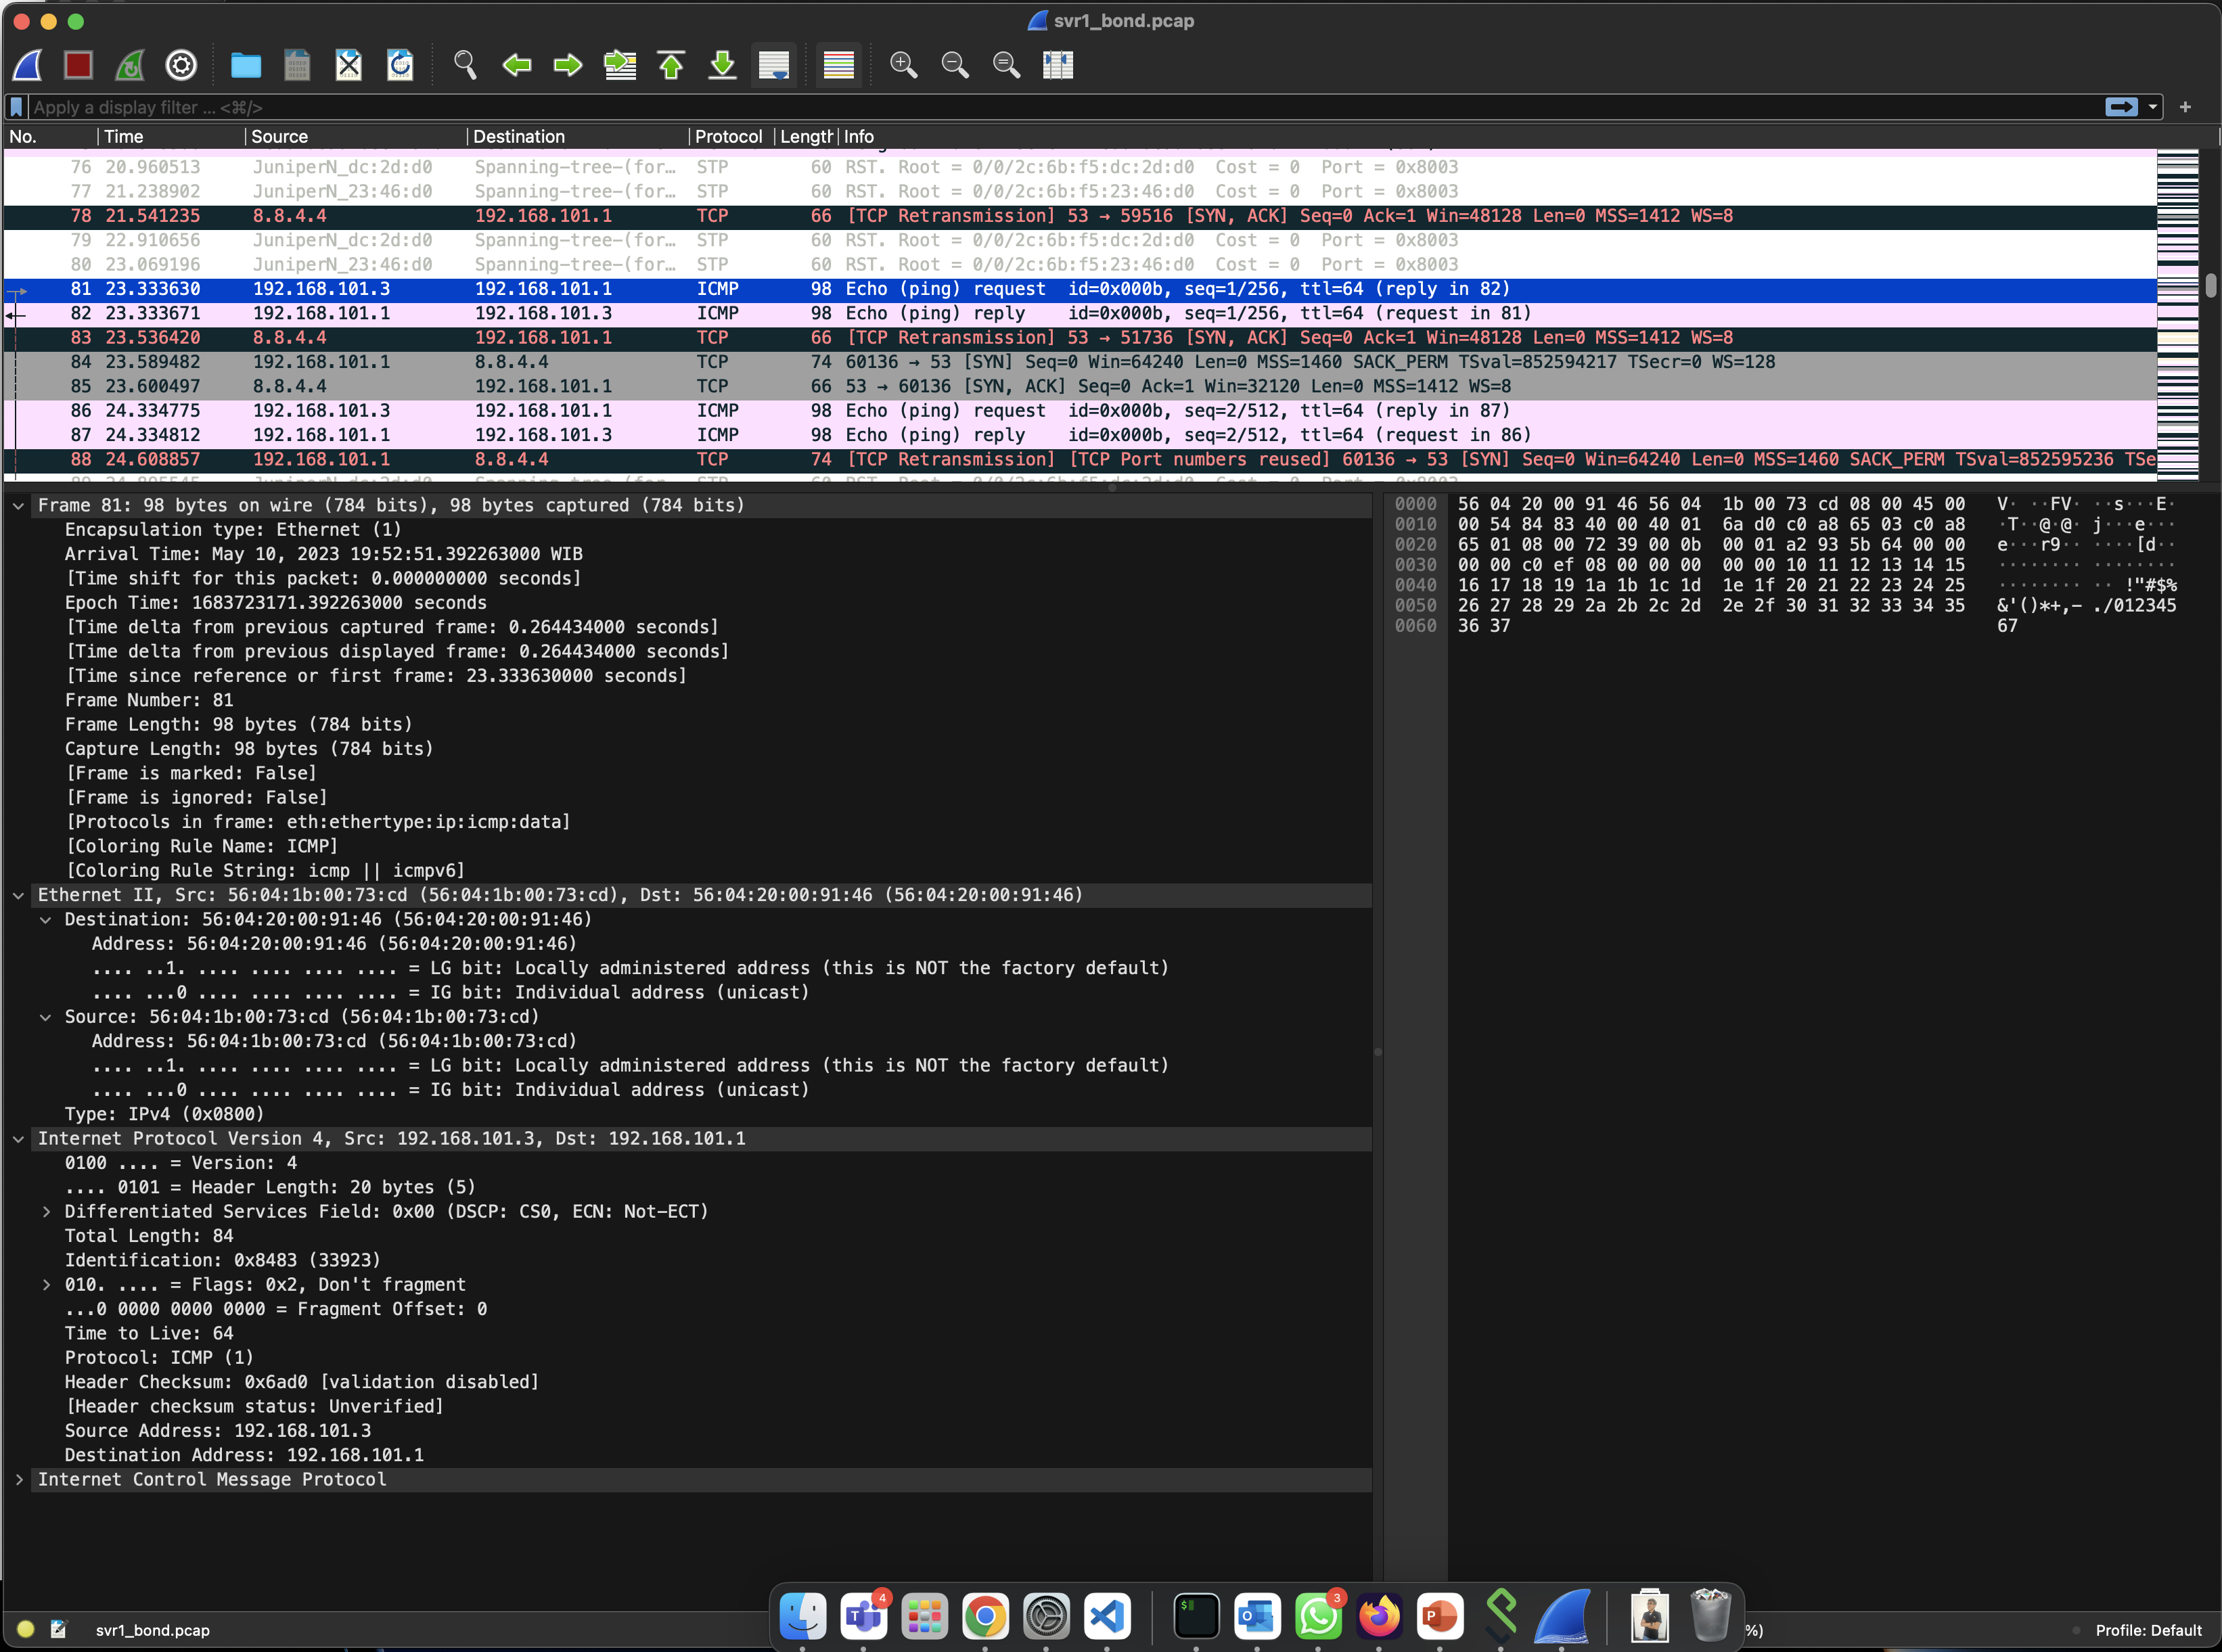 svr1_bond.pcap
Apply a display filter ... <⌘/>
No. Time Source Destination Protocol Length Info
76 20.960513 JuniperN_dc:2d:d0 Spanning-tree-(for… STP 60 RST. Root = 0/0/2c:6b:f5:dc:2d:d0 Cost = 0 Port = 0x8003
77 21.238902 JuniperN_23:46:d0 Spanning-tree-(for… STP 60 RST. Root = 0/0/2c:6b:f5:23:46:d0 Cost = 0 Port = 0x8003
78 21.541235 8.8.4.4 192.168.101.1 TCP 66 [TCP Retransmission] 53 → 59516 [SYN, ACK] Seq=0 Ack=1 Win=48128 Len=0 MSS=1412 WS=8
79 22.910656 JuniperN_dc:2d:d0 Spanning-tree-(for… STP 60 RST. Root = 0/0/2c:6b:f5:dc:2d:d0 Cost = 0 Port = 0x8003
80 23.069196 JuniperN_23:46:d0 Spanning-tree-(for… STP 60 RST. Root = 0/0/2c:6b:f5:23:46:d0 Cost = 0 Port = 0x8003
81 23.333630 192.168.101.3 192.168.101.1 ICMP 98 Echo (ping) request id=0x000b, seq=1/256, ttl=64 (reply in 82)
82 23.333671 192.168.101.1 192.168.101.3 ICMP 98 Echo (ping) reply id=0x000b, seq=1/256, ttl=64 (request in 81)
83 23.536420 8.8.4.4 192.168.101.1 TCP 66 [TCP Retransmission] 53 → 51736 [SYN, ACK] Seq=0 Ack=1 Win=48128 Len=0 MSS=1412 WS=8
84 23.589482 192.168.101.1 8.8.4.4 TCP 74 60136 → 53 [SYN] Seq=0 Win=64240 Len=0 MSS=1460 SACK_PERM TSval=852594217 TSecr=0 WS=128
85 23.600497 8.8.4.4 192.168.101.1 TCP 66 53 → 60136 [SYN, ACK] Seq=0 Ack=1 Win=32120 Len=0 MSS=1412 WS=8
86 24.334775 192.168.101.3 192.168.101.1 ICMP 98 Echo (ping) request id=0x000b, seq=2/512, ttl=64 (reply in 87)
87 24.334812 192.168.101.1 192.168.101.3 ICMP 98 Echo (ping) reply id=0x000b, seq=2/512, ttl=64 (request in 86)
88 24.608857 192.168.101.1 8.8.4.4 TCP 74 [TCP Retransmission] [TCP Port numbers reused] 60136 → 53 [SYN] Seq=0 Win=64240 Len=0 MSS=1460 SACK_PERM TSval=852595236 TSe
Frame 81: 98 bytes on wire (784 bits), 98 bytes captured (784 bits)
Encapsulation type: Ethernet (1)
Arrival Time: May 10, 2023 19:52:51.392263000 WIB
[Time shift for this packet: 0.000000000 seconds]
Epoch Time: 1683723171.392263000 seconds
[Time delta from previous captured frame: 0.264434000 seconds]
[Time delta from previous displayed frame: 0.264434000 seconds]
[Time since reference or first frame: 23.333630000 seconds]
Frame Number: 81
Frame Length: 98 bytes (784 bits)
Capture Length: 98 bytes (784 bits)
[Frame is marked: False]
[Frame is ignored: False]
[Protocols in frame: eth:ethertype:ip:icmp:data]
[Coloring Rule Name: ICMP]
[Coloring Rule String: icmp || icmpv6]
Ethernet II, Src: 56:04:1b:00:73:cd (56:04:1b:00:73:cd), Dst: 56:04:20:00:91:46 (56:04:20:00:91:46)
Destination: 56:04:20:00:91:46 (56:04:20:00:91:46)
Address: 56:04:20:00:91:46 (56:04:20:00:91:46)
.... ..1. .... .... .... .... = LG bit: Locally administered address (this is NOT the factory default)
.... ...0 .... .... .... .... = IG bit: Individual address (unicast)
Source: 56:04:1b:00:73:cd (56:04:1b:00:73:cd)
Address: 56:04:1b:00:73:cd (56:04:1b:00:73:cd)
.... ..1. .... .... .... .... = LG bit: Locally administered address (this is NOT the factory default)
.... ...0 .... .... .... .... = IG bit: Individual address (unicast)
Type: IPv4 (0x0800)
Internet Protocol Version 4, Src: 192.168.101.3, Dst: 192.168.101.1
0100 .... = Version: 4
.... 0101 = Header Length: 20 bytes (5)
Differentiated Services Field: 0x00 (DSCP: CS0, ECN: Not-ECT)
Total Length: 84
Identification: 0x8483 (33923)
010. .... = Flags: 0x2, Don't fragment
...0 0000 0000 0000 = Fragment Offset: 0
Time to Live: 64
Protocol: ICMP (1)
Header Checksum: 0x6ad0 [validation disabled]
[Header checksum status: Unverified]
Source Address: 192.168.101.3
Destination Address: 192.168.101.1
Internet Control Message Protocol
0000 56 04 20 00 91 46 56 04 1b 00 73 cd 08 00 45 00 V· ··FV· ··s···E·
0010 00 54 84 83 40 00 40 01 6a d0 c0 a8 65 03 c0 a8 ·T··@·@· j···e···
0020 65 01 08 00 72 39 00 0b 00 01 a2 93 5b 64 00 00 e···r9·· ····[d··
0030 00 00 c0 ef 08 00 00 00 00 00 10 11 12 13 14 15 ········ ········
0040 16 17 18 19 1a 1b 1c 1d 1e 1f 20 21 22 23 24 25 ········ ·· !"#$%
0050 26 27 28 29 2a 2b 2c 2d 2e 2f 30 31 32 33 34 35 &'()*+,- ./012345
0060 36 37 67
4
3
svr1_bond.pcap
%)
Profile: Default